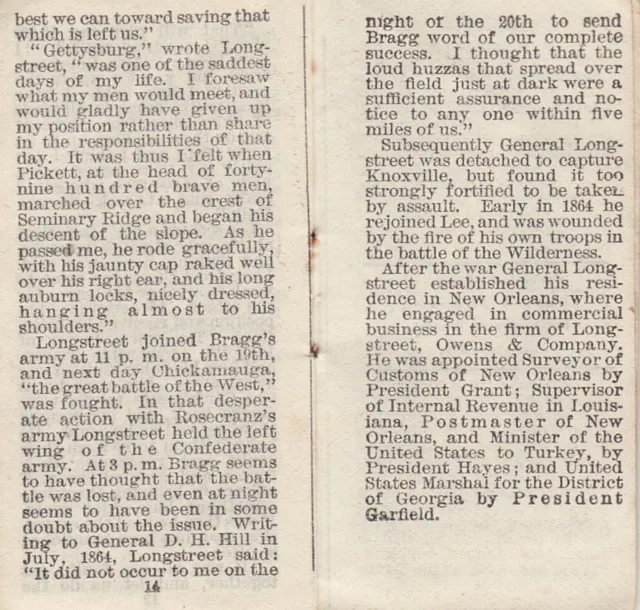 best we can toward saving that
which is left us."
"Gettysburg," wrote Long-
street, "was one of the saddest
days of my life. I foresaw
what my men would meet, and
would gladly have given up
my position rather than share
in the responsibilities of that
day. It was thus I felt when
Pickett, at the head of forty-
nine hundred brave men,
marched over the crest of
Seminary Ridge and began his
descent of the slope. As he
passed me, he rode gracefully,
with his jaunty cap raked well
over his right ear, and his long
auburn locks, nicely dressed,
hanging almost to his
shoulders."
Longstreet joined Bragg's
army at 11 p. m. on the 19th,
and next day Chickamauga,
"the great battle of the West,"
was fought. In that desper-
ate action with Rosecranz's
army Longstreet held the left
wing of the Confederate
army. At 3 p. m. Bragg seems
to have thought that the bat-
tle was lost, and even at night
seems to have been in some
doubt about the issue. Writ-
ing to General D. H. Hill in
July, 1864, Longstreet said:
"It did not occur to me on the
14
night of the 20th to send
Bragg word of our complete
success. I thought that the
loud huzzas that spread over
the field just at dark were a
sufficient assurance and no-
tice to any one within five
miles of us."
Subsequently General Long-
street was detached to capture
Knoxville, but found it too
strongly fortified to be taken
by assault. Early in 1864 he
rejoined Lee, and was wounded
by the fire of his own troops in
the battle of the Wilderness.
After the war General Long-
street established his resi-
dence in New Orleans, where
he engaged in commercial
business in the firm of Long-
street, Owens & Company.
He was appointed Surveyor of
Customs of New Orleans by
President Grant; Supervisor
of Internal Revenue in Louis-
iana, Postmaster of New
Orleans, and Minister of the
United States to Turkey, by
President Hayes; and United
States Marshal for the District
of Georgia by President
Garfield.